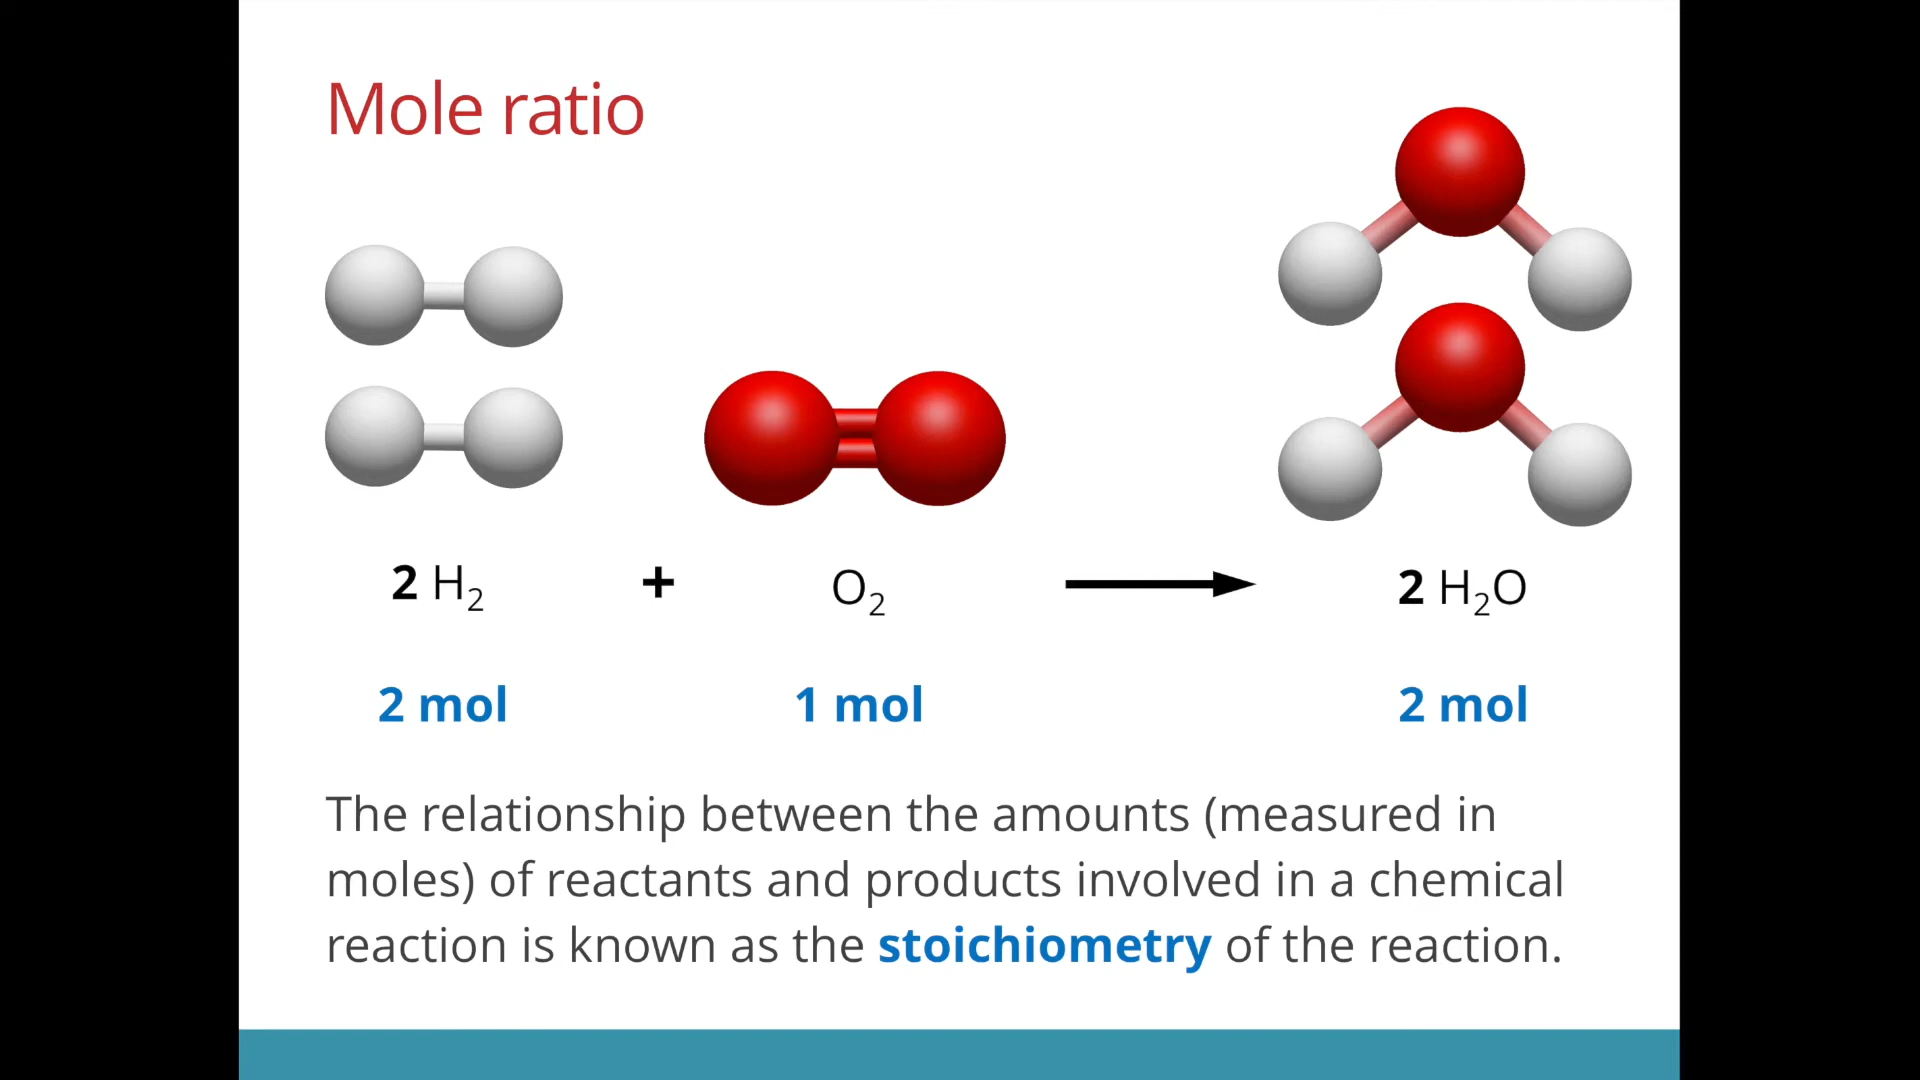 Mole ratio
2 H₂ + O₂ → 2 H₂O
2 mol 1 mol 2 mol
The relationship between the amounts (measured in
moles) of reactants and products involved in a chemical
reaction is known as the stoichiometry of the reaction.